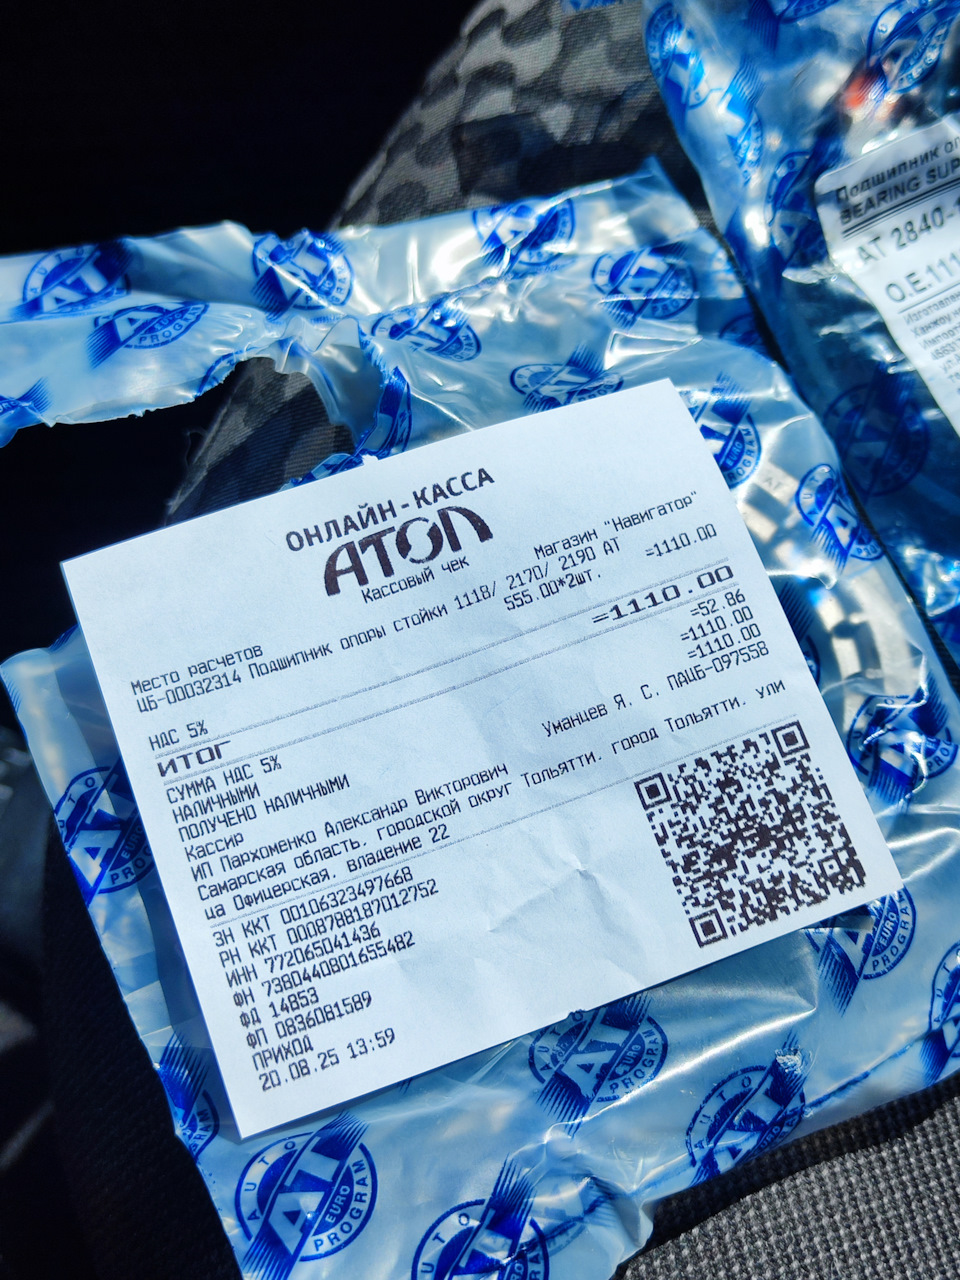 ОНЛАЙН-КАССА
АТОЛ
Кассовый чек
Место расчетов Магазин "Навигатор"
ЦБ-00032314 Подшипник опоры стойки 1118/ 2170/ 2190 АТ
555.00*2шт. =1110.00
НДС 5%
ИТОГ =1110.00
СУММА НДС 5% =52.86
НАЛИЧНЫМИ =1110.00
ПОЛУЧЕНО НАЛИЧНЫМИ =1110.00
Кассир Уманцев Я. С. ПАЦБ-097558
ИП Пархоменко Александр Викторович
Самарская область, городской округ Тольятти, город Тольятти, ули
ца Офицерская, владение 22
ЗН ККТ 00106323497668
РН ККТ 0008788187012752
ИНН 772065041436
ФН 7380440801655482
ФД 14853
ФП 0836081589
ПРИХОД
20.08.25 13:59
Подшипник
BEARING
AT 2840-
O.E.111
AUTO
AT
EURO
PROGRAM